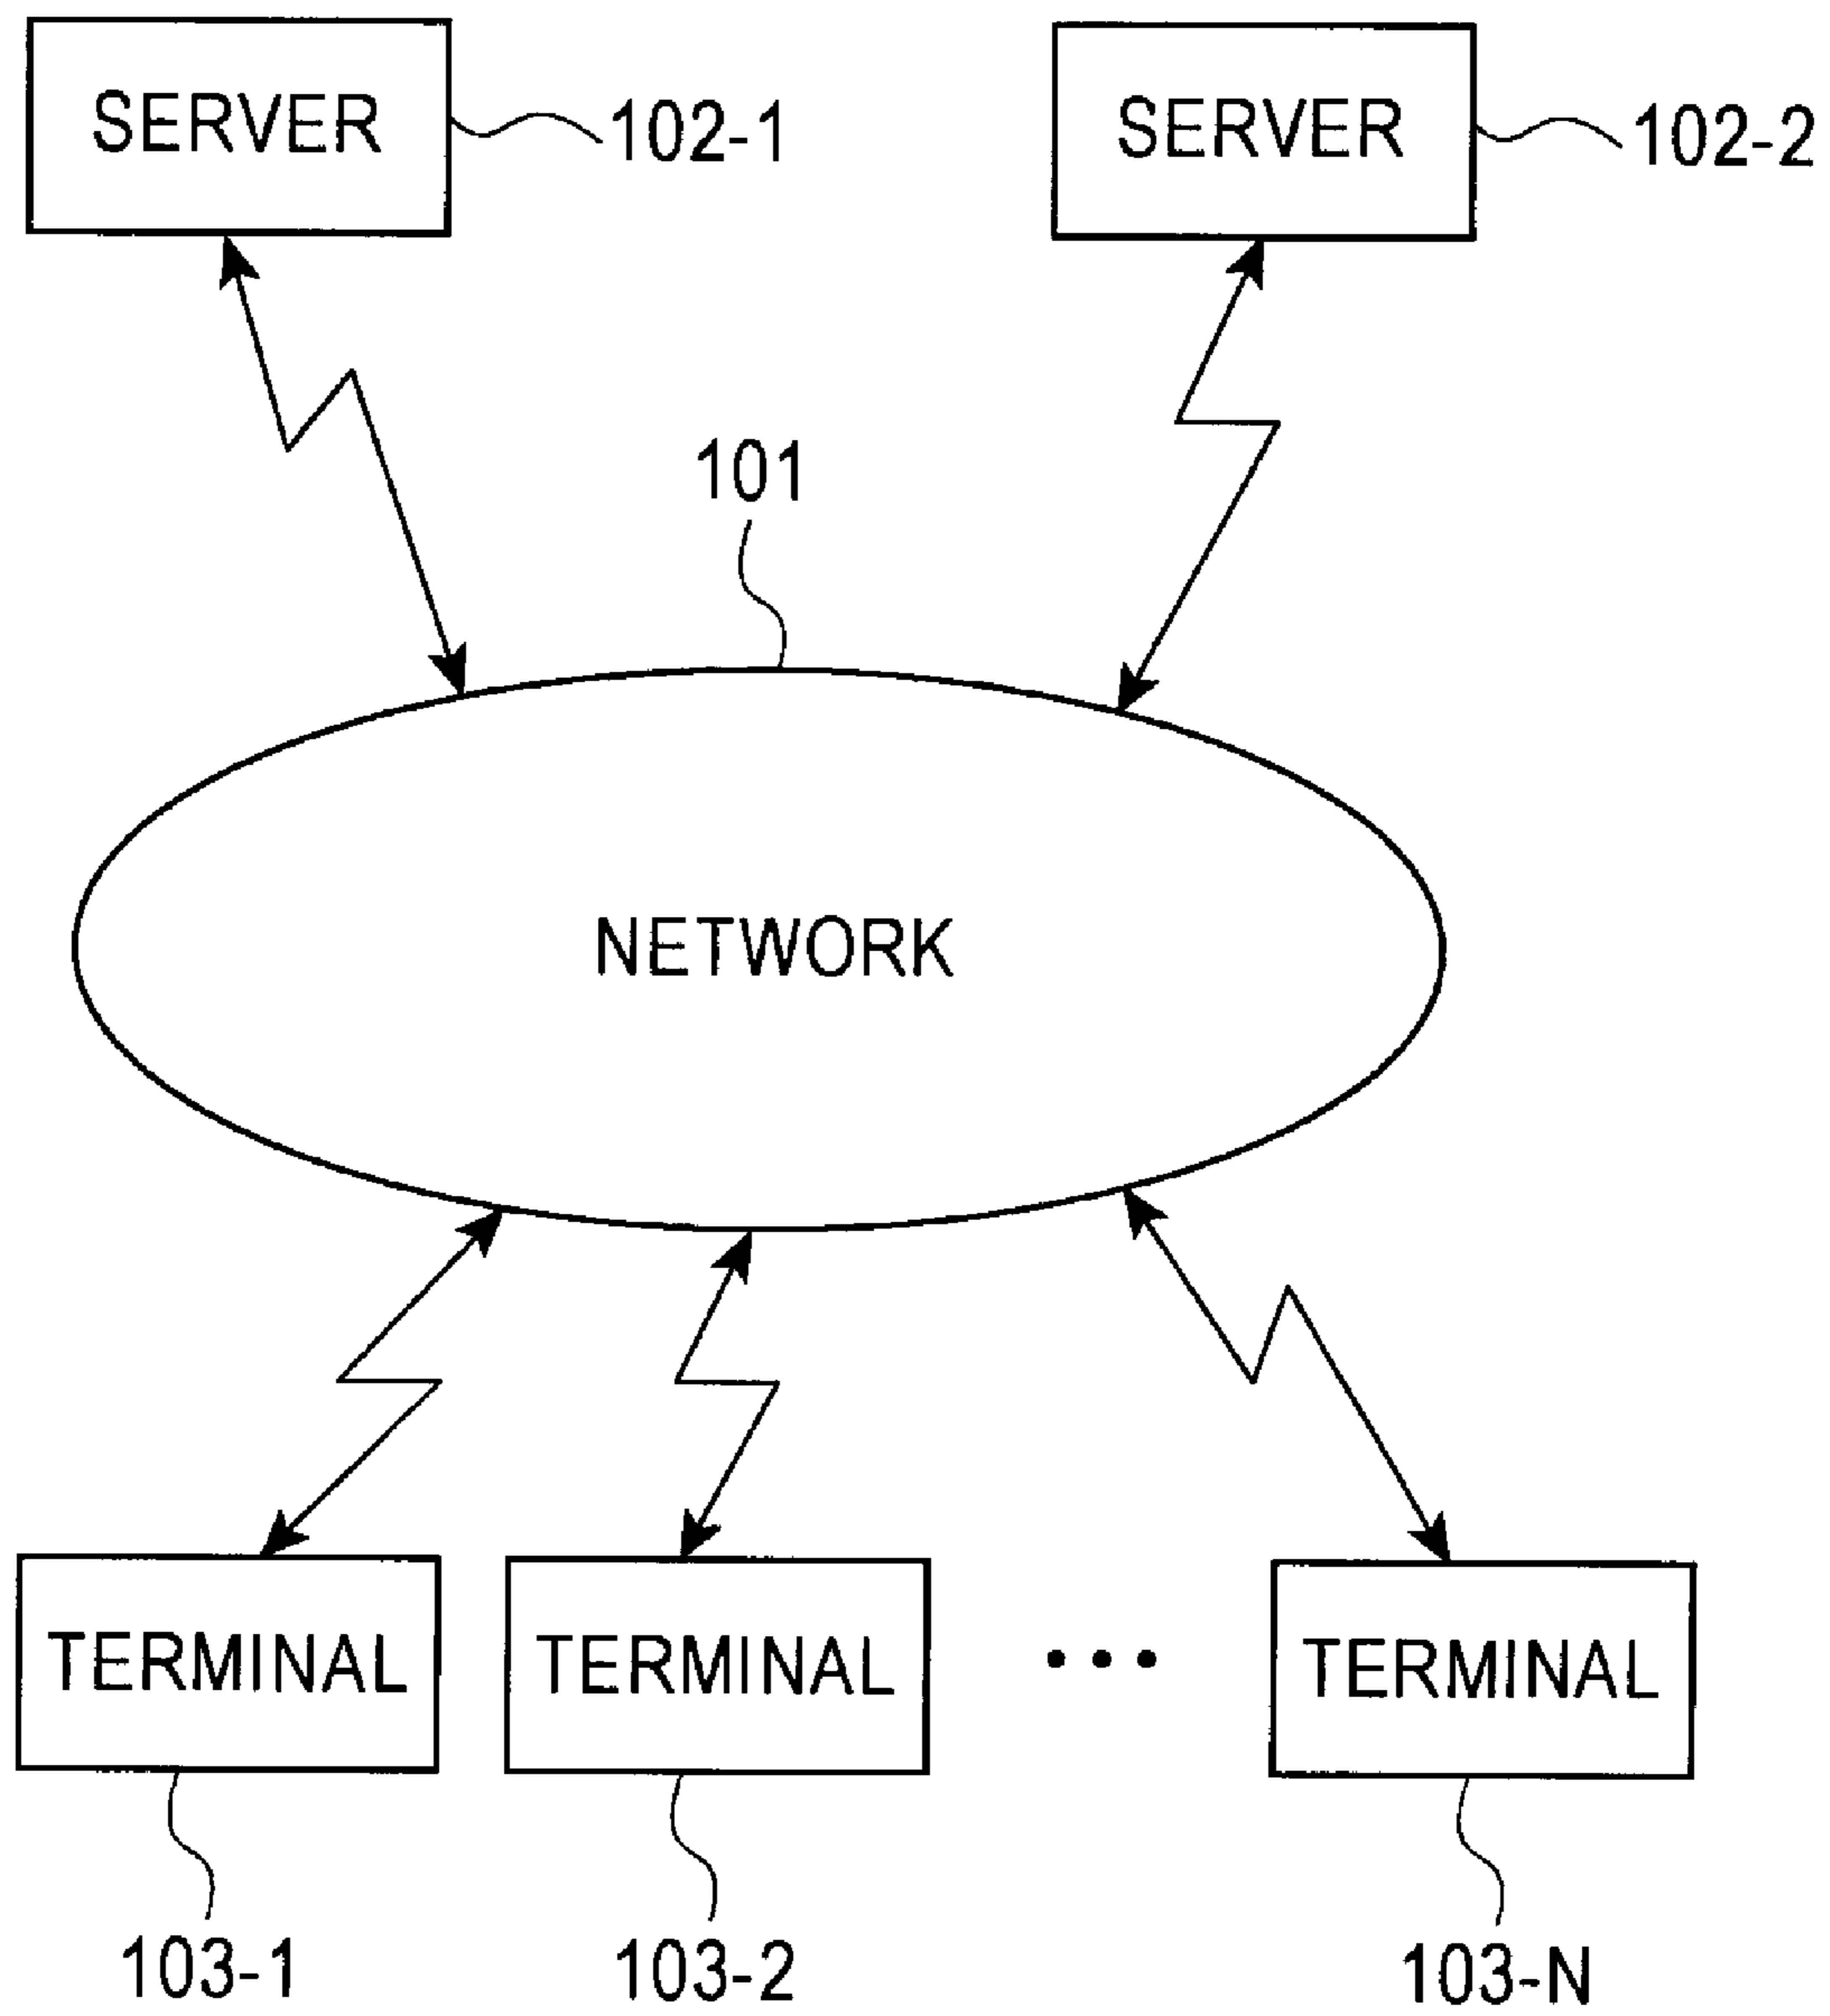 SERVER
102-1
SERVER
102-2
101
NETWORK
TERMINAL
TERMINAL
• • •
TERMINAL
103-1
103-2
103-N